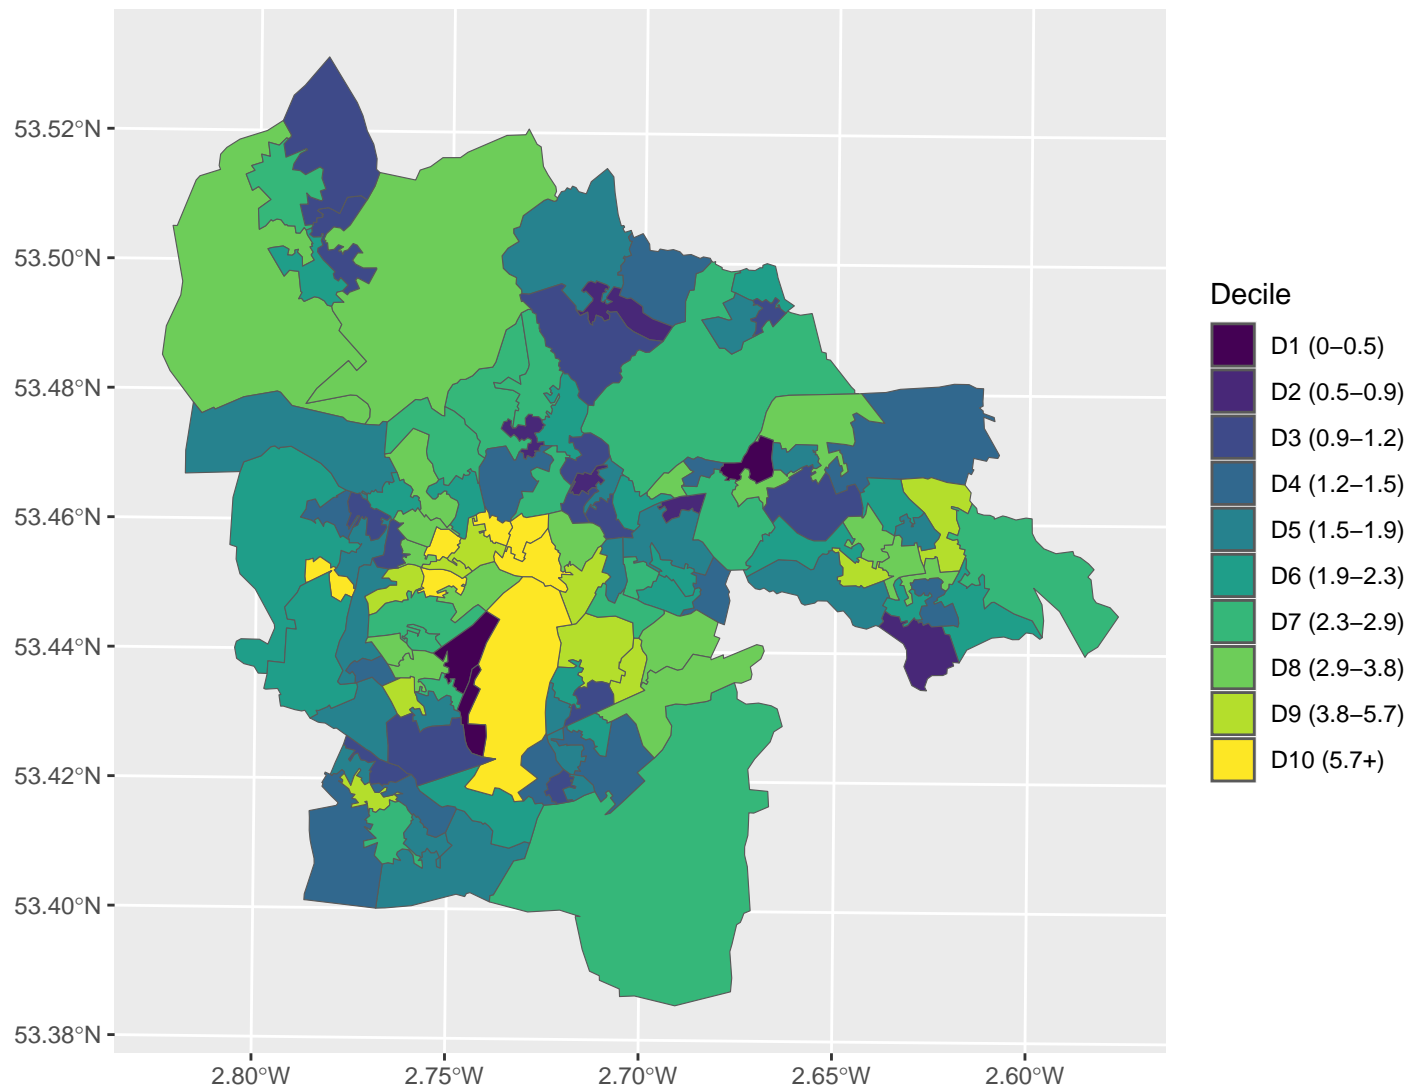 53.52°N
53.50°N
53.48°N
53.46°N
53.44°N
53.42°N
53.40°N
53.38°N
2.80°W 2.75°W 2.70°W 2.65°W 2.60°W
Decile
D1 (0−0.5)
D2 (0.5−0.9)
D3 (0.9−1.2)
D4 (1.2−1.5)
D5 (1.5−1.9)
D6 (1.9−2.3)
D7 (2.3−2.9)
D8 (2.9−3.8)
D9 (3.8−5.7)
D10 (5.7+)